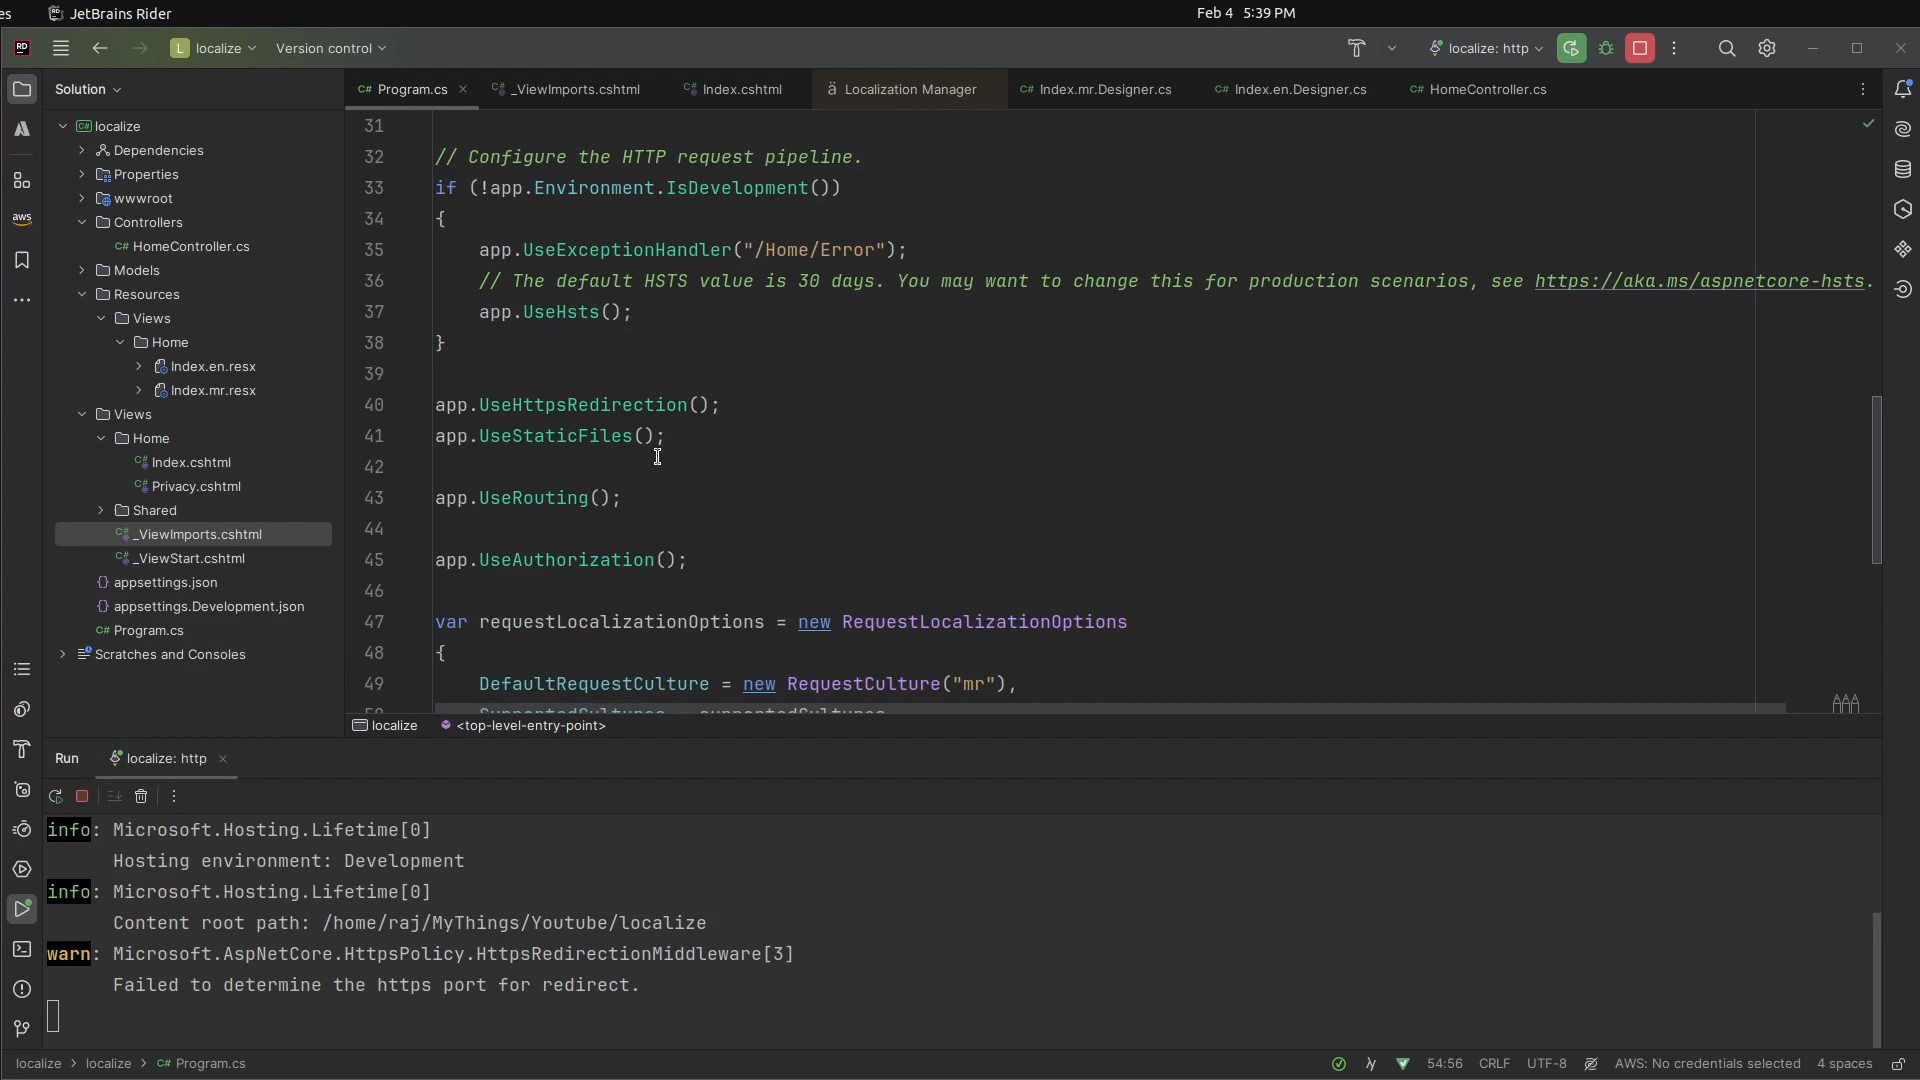 es
JetBrains Rider
Feb 4 5:39 PM
RD
L localize
Version control
localize: http
Solution
C# Program.cs
C# _ViewImports.cshtml
C# Index.cshtml
ä Localization Manager
C# Index.mr.Designer.cs
C# Index.en.Designer.cs
C# HomeController.cs
C# localize
Dependencies
Properties
wwwroot
Controllers
C# HomeController.cs
Models
Resources
Views
Home
Index.en.resx
Index.mr.resx
Views
Home
C# Index.cshtml
C# Privacy.cshtml
Shared
C# _ViewImports.cshtml
C# _ViewStart.cshtml
{} appsettings.json
{} appsettings.Development.json
C# Program.cs
Scratches and Consoles
aws
31
32 // Configure the HTTP request pipeline.
33 if (!app.Environment.IsDevelopment())
34 {
35 app.UseExceptionHandler("/Home/Error");
36 // The default HSTS value is 30 days. You may want to change this for production scenarios, see https://aka.ms/aspnetcore-hsts.
37 app.UseHsts();
38 }
39
40 app.UseHttpsRedirection();
41 app.UseStaticFiles();
42
43 app.UseRouting();
44
45 app.UseAuthorization();
46
47 var requestLocalizationOptions = new RequestLocalizationOptions
48 {
49 DefaultRequestCulture = new RequestCulture("mr"),
50 SupportedCultures = supportedCultures
localize <top-level-entry-point>
Run localize: http
info: Microsoft.Hosting.Lifetime[0]
Hosting environment: Development
info: Microsoft.Hosting.Lifetime[0]
Content root path: /home/raj/MyThings/Youtube/localize
warn: Microsoft.AspNetCore.HttpsPolicy.HttpsRedirectionMiddleware[3]
Failed to determine the https port for redirect.
localize > localize > C# Program.cs
54:56 CRLF UTF-8 AWS: No credentials selected 4 spaces